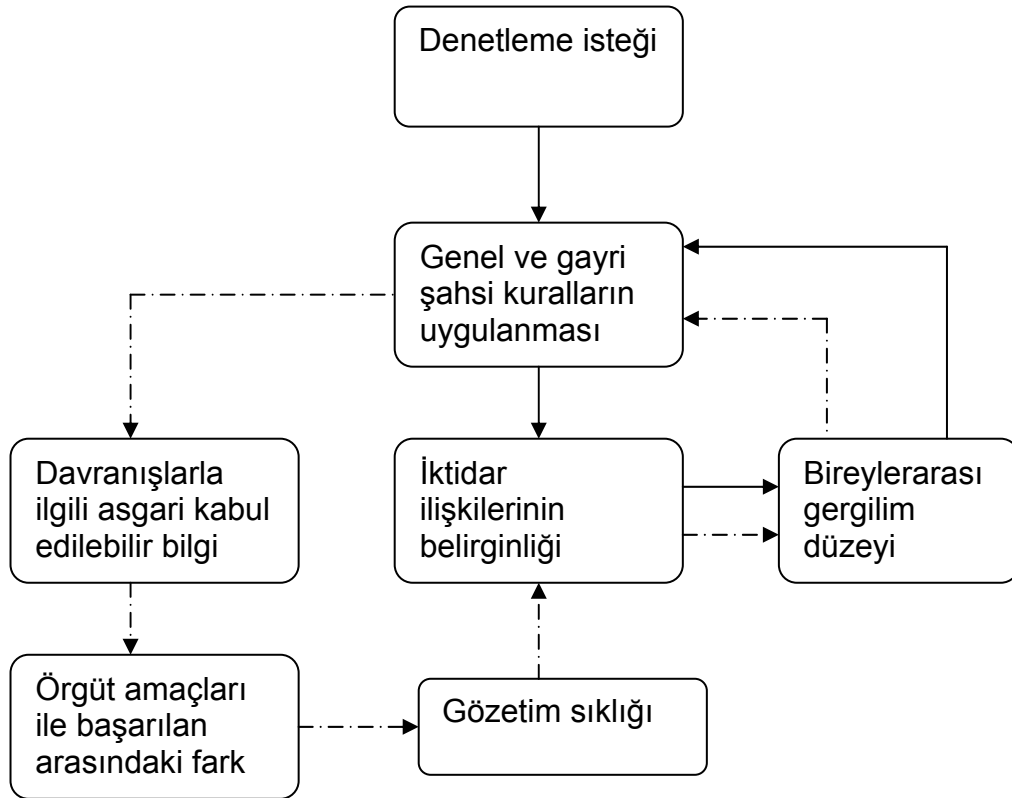 Denetleme isteği
Genel ve gayri
şahsi kuralların
uygulanması
Davranışlarla
ilgili asgari kabul
edilebilir bilgi
İktidar
ilişkilerinin
belirginliği
Bireylerarası
gergilim
düzeyi
Örgüt amaçları
ile başarılan
arasındaki fark
Gözetim sıklığı